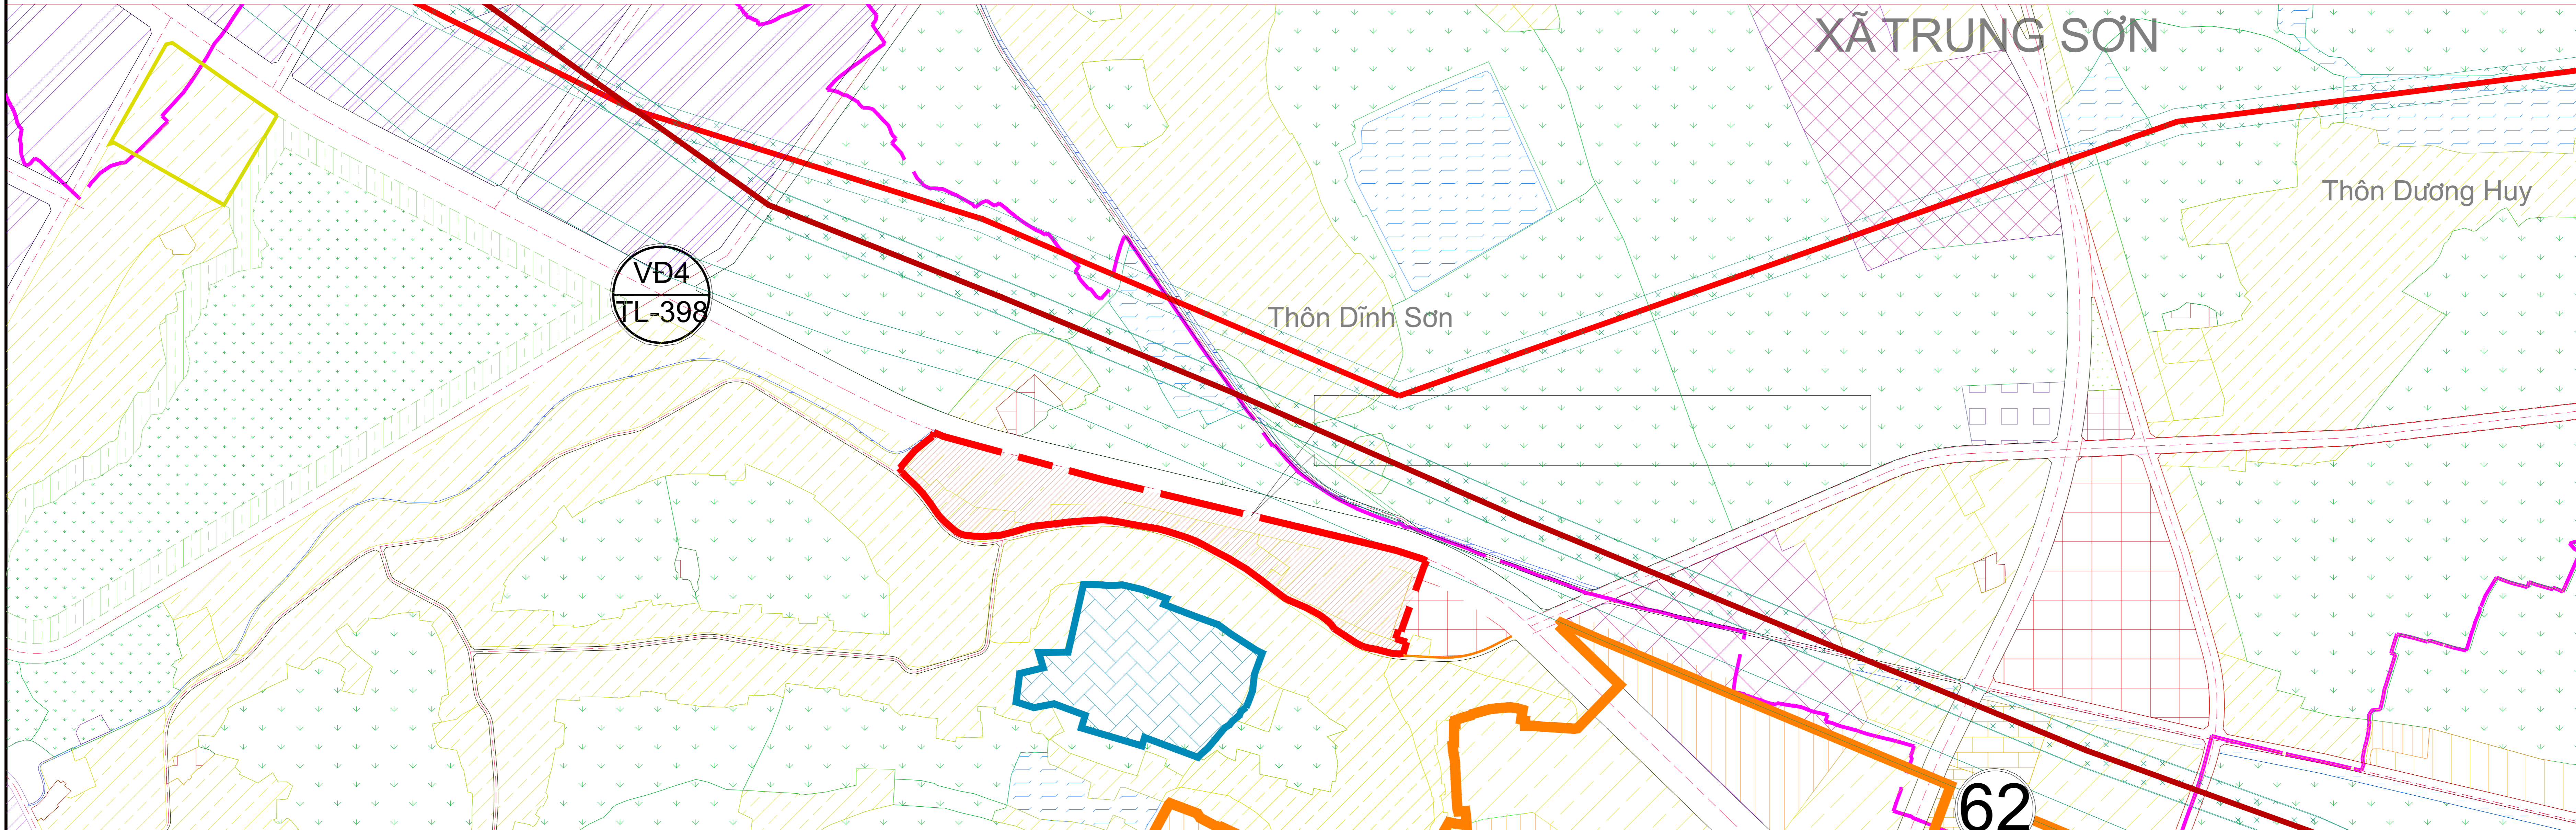 XÃ TRUNG SƠN
Thôn Dương Huy
VĐ4
TL-398
Thôn Dĩnh Sơn
62